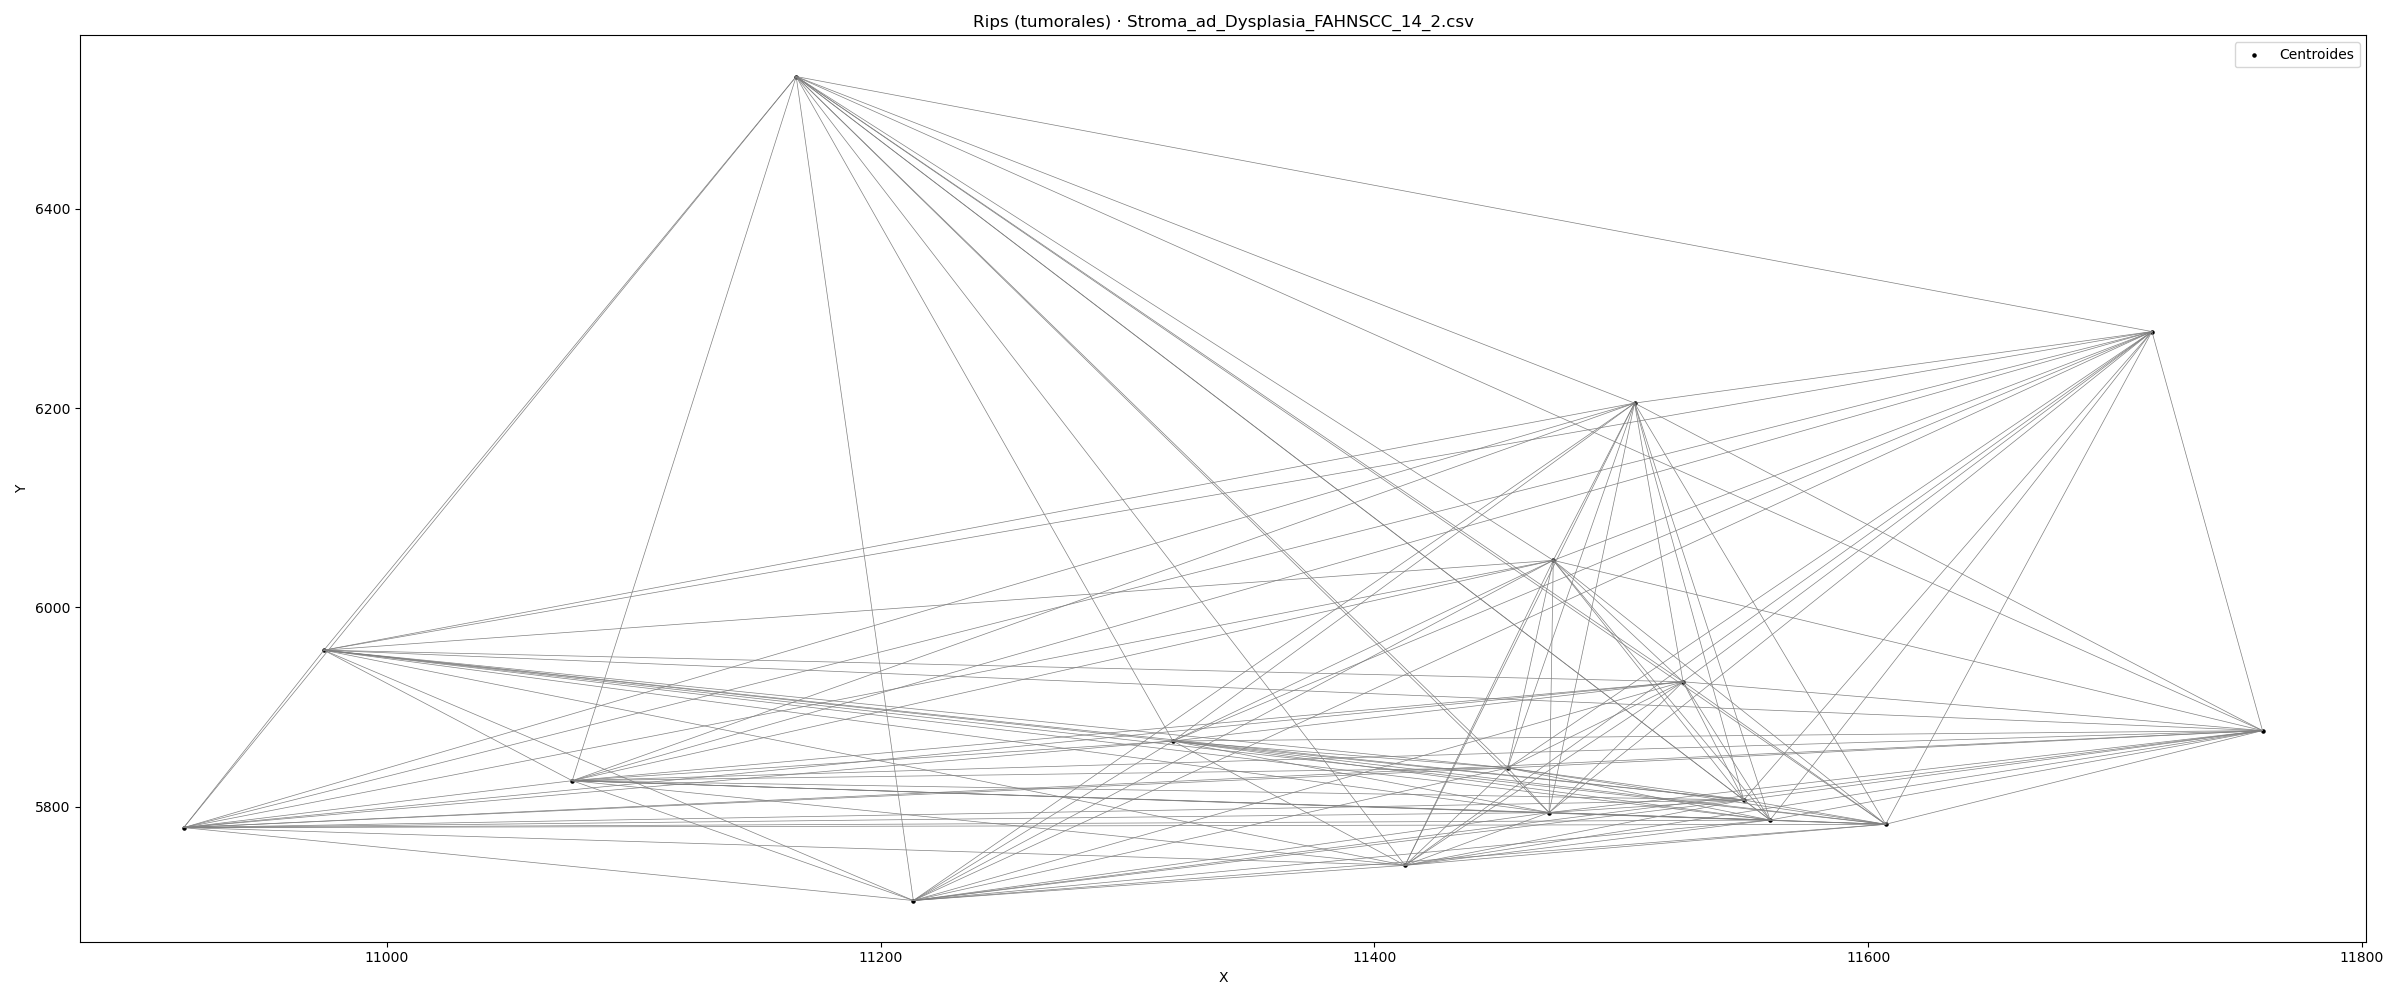 Rips (tumorales) · Stroma_ad_Dysplasia_FAHNSCC_14_2.csv
Centroides
6400
6200
6000
5800
Y
11000
11200
11400
11600
11800
X